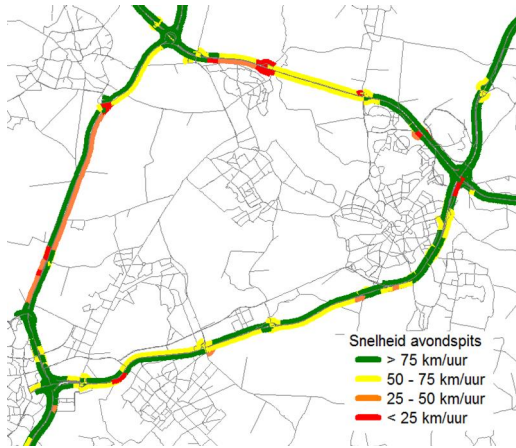 Snelheid avondspits
> 75 km/uur
50 - 75 km/uur
25 - 50 km/uur
< 25 km/uur